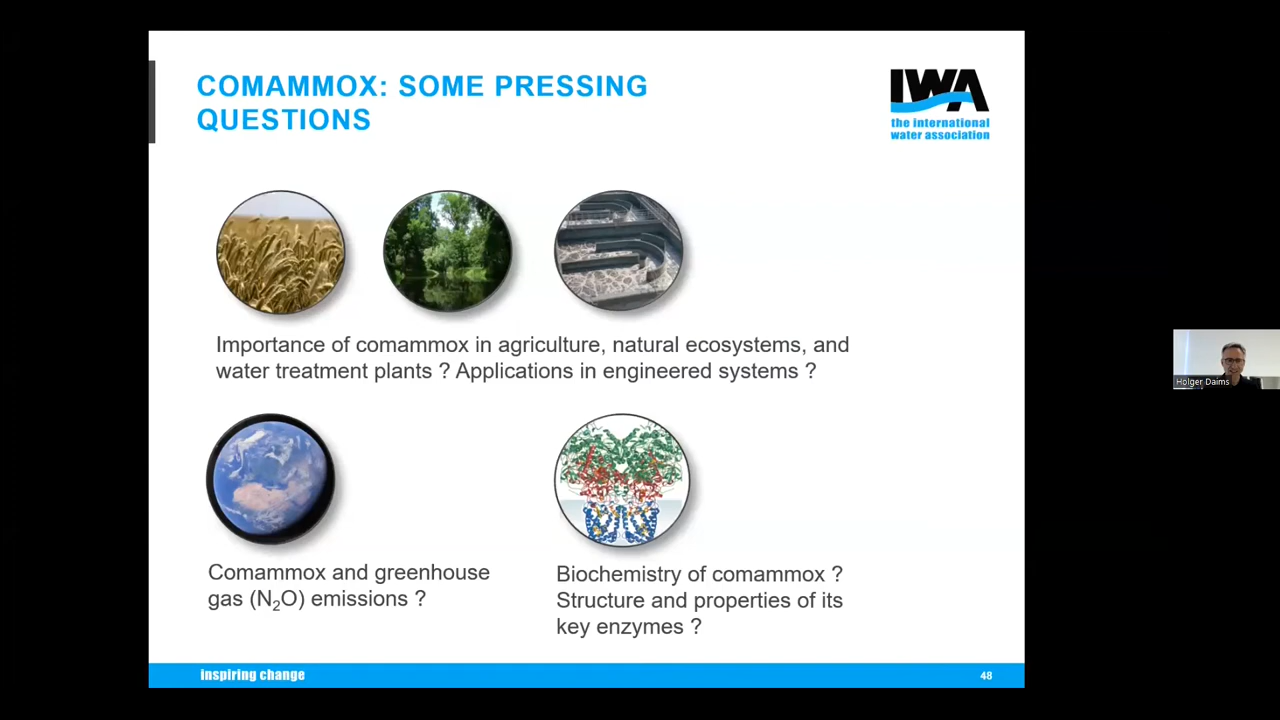 COMAMMOX: SOME PRESSING
QUESTIONS
IWA
the international
water association
Importance of comammox in agriculture, natural ecosystems, and
water treatment plants ? Applications in engineered systems ?
Comammox and greenhouse
gas (N₂O) emissions ?
Biochemistry of comammox ?
Structure and properties of its
key enzymes ?
Holger Daims
inspiring change
48